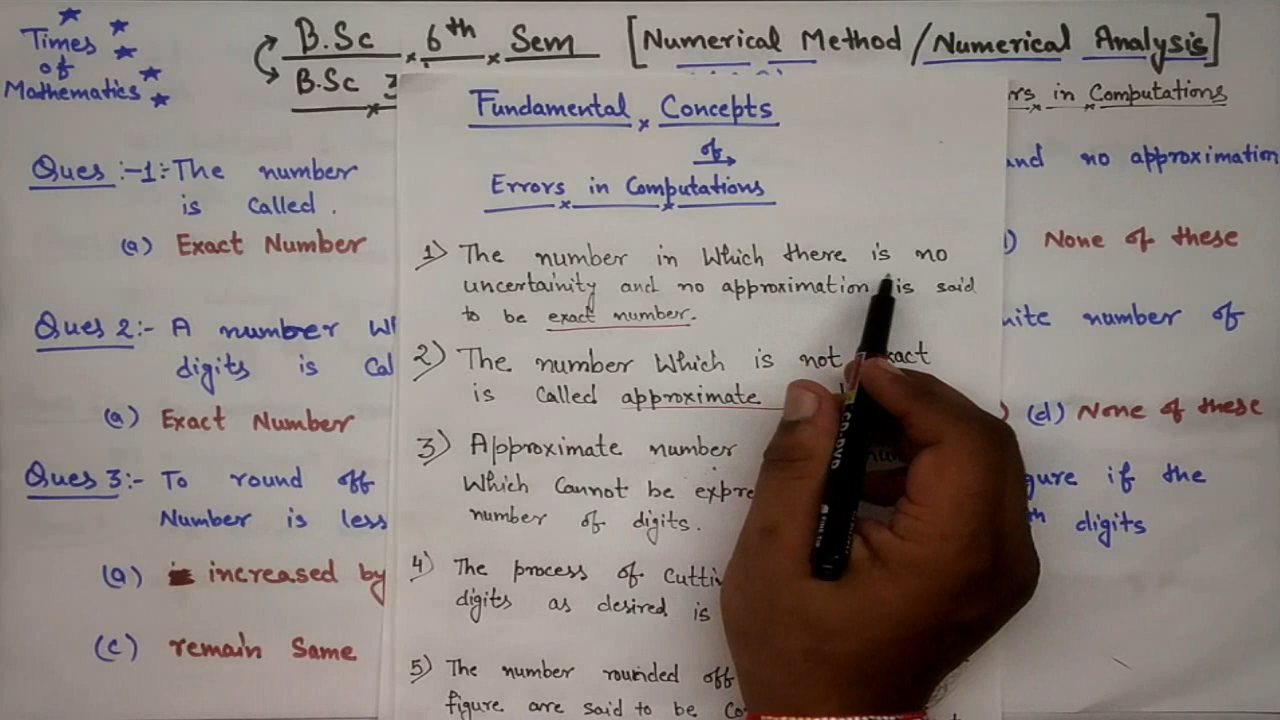 Times
of
Mathematics
B.Sc 6th Sem [Numerical Method / Numerical Analysis]
B.Sc
rs in Computations
Ques :-1:- The number
is called.
(a) Exact Number
Ques 2:- A number
digits is
(a) Exact Number
Ques 3:- To round off
Number is less
(a) increased by
(c) remain Same
Fundamental Concepts
of
Errors in Computations
1) The number in Which there is no
uncertainity and no approximation is said
to be exact number.
2) The number Which is not
is called approximate
3) Approximate number
Which Cannot be expre
number of digits.
4) The process of Cutti
digits as desired is
5) The number rounded off
figure are said to be Co
and no approximation
) None of these
number of
(d) None of these
gure if the
th digits